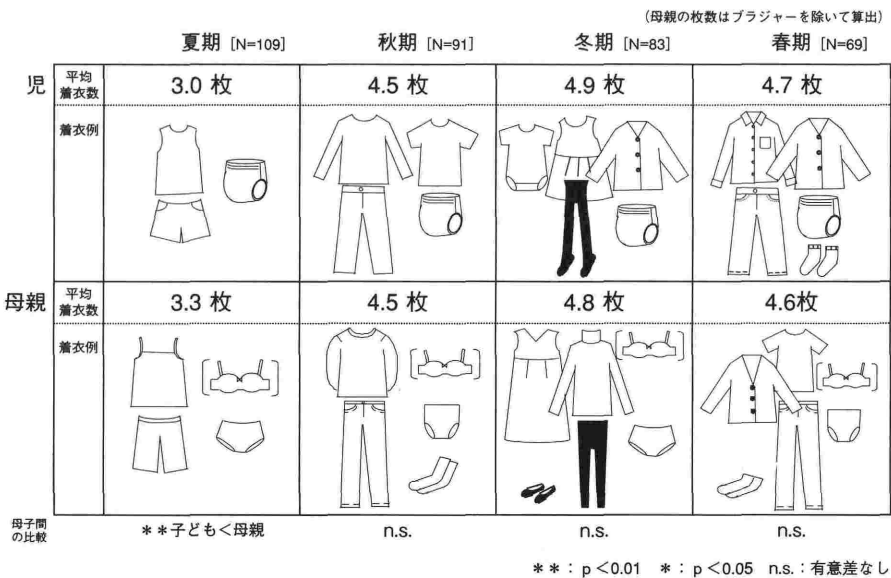 (母親の枚数はブラジャーを除いて算出)
夏期 [N=109] 秋期 [N=91] 冬期 [N=83] 春期 [N=69]
児 平均着衣数 3.0 枚 4.5 枚 4.9 枚 4.7 枚
着衣例
母親 平均着衣数 3.3 枚 4.5 枚 4.8 枚 4.6枚
着衣例
母子間の比較 **子ども<母親 n.s. n.s. n.s.
**：p<0.01 *：p<0.05 n.s.：有意差なし